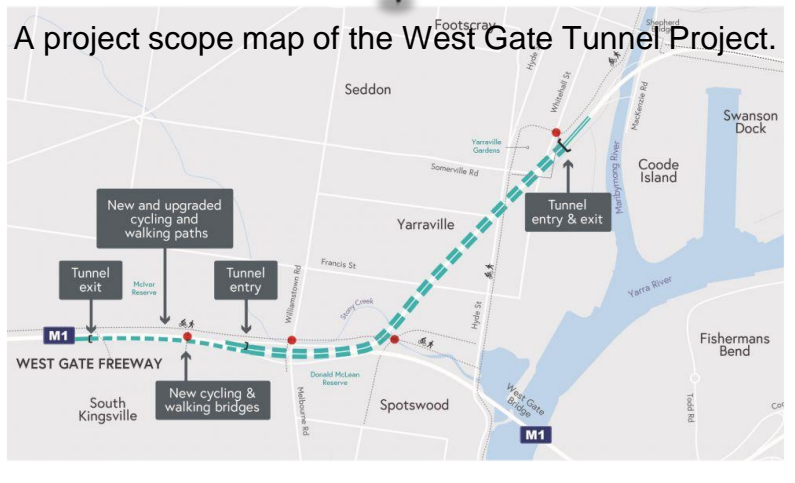 A project scope map of the West Gate Tunnel Project.
Footscray
Shepherd
Bridge
Hyde
Whitehall St
MacKenzie Rd
Seddon
Swanson
Dock
Yarraville
Gardens
Somerville Rd
Maribyrnong River
Coode
Island
Tunnel
entry & exit
New and upgraded
cycling and
walking paths
Yarraville
Tunnel
exit
McIvor
Reserve
Tunnel
entry
Williamstown Rd
Francis St
Stony Creek
Hyde St
Yarra River
M1
WEST GATE FREEWAY
Fishermans
Bend
South
Kingsville
New cycling &
walking bridges
Donald McLean
Reserve
Melbourne Rd
Spotswood
West Gate
Bridge
M1
Todd Rd